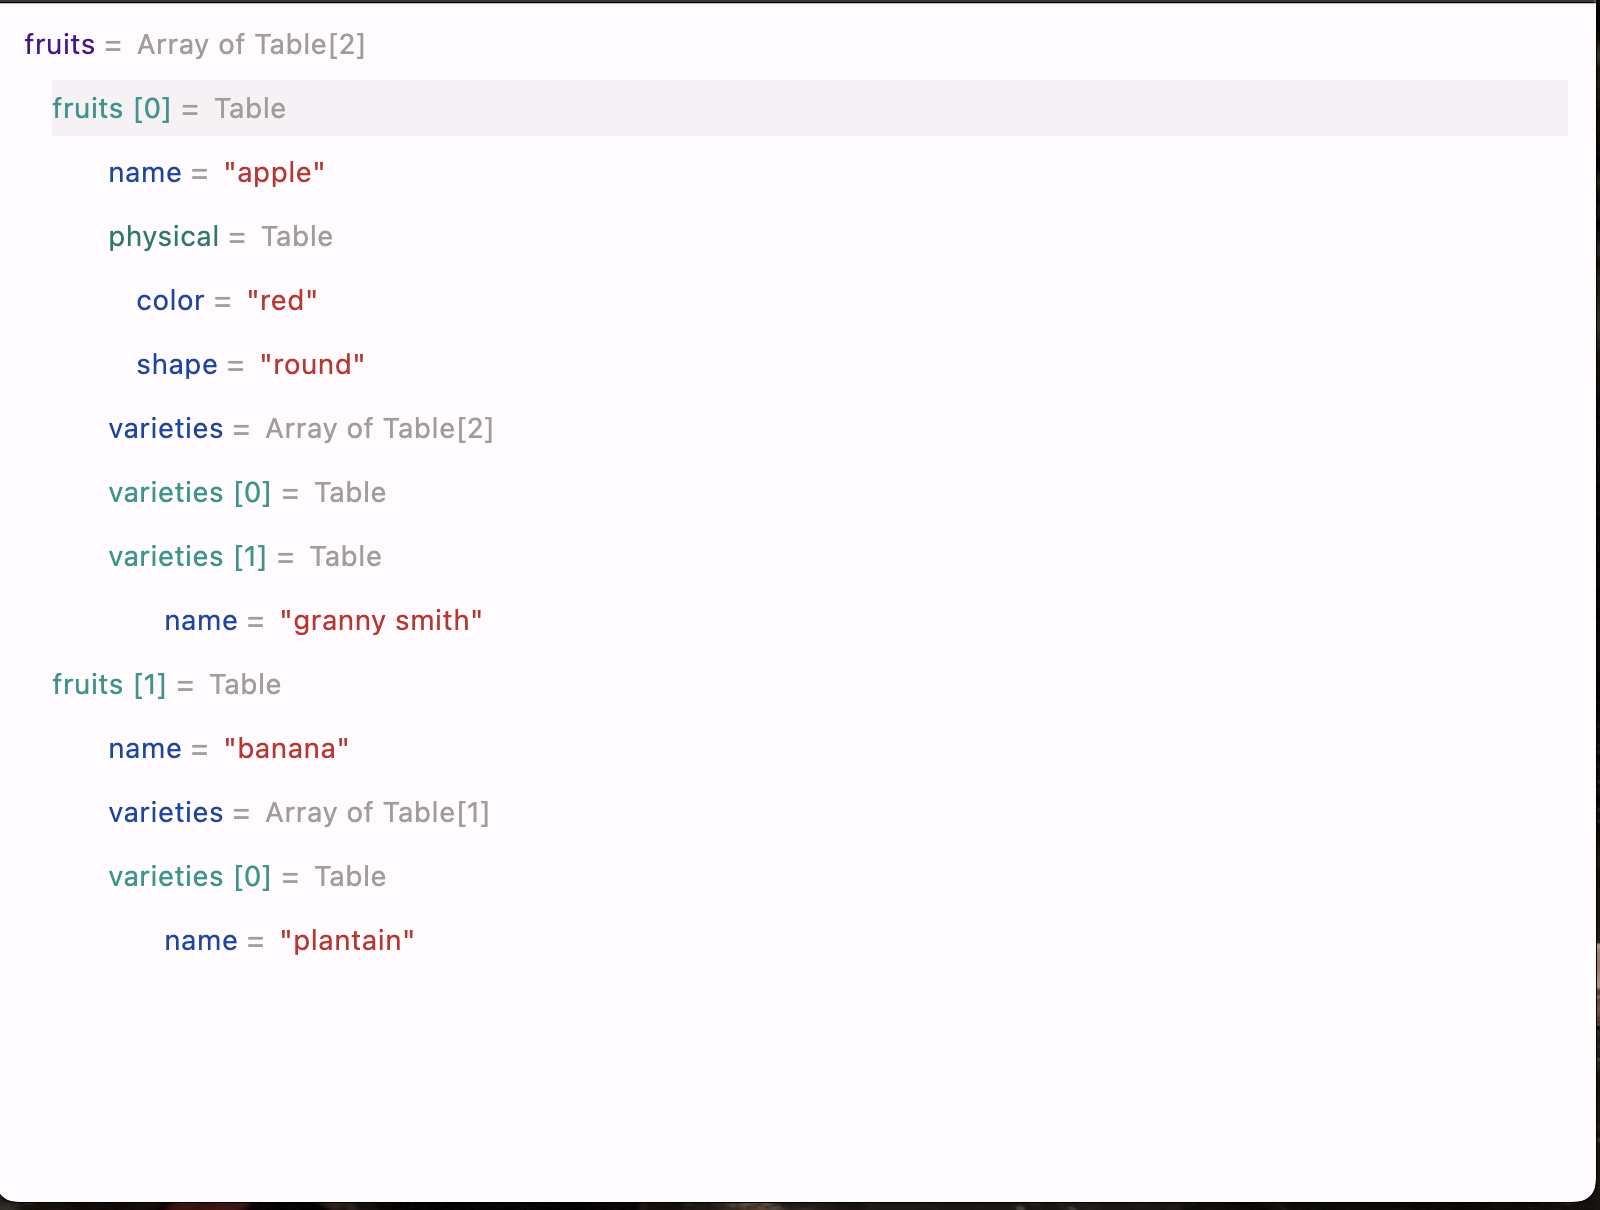 fruits = Array of Table[2]
fruits [0] = Table
name = "apple"
physical = Table
color = "red"
shape = "round"
varieties = Array of Table[2]
varieties [0] = Table
varieties [1] = Table
name = "granny smith"
fruits [1] = Table
name = "banana"
varieties = Array of Table[1]
varieties [0] = Table
name = "plantain"